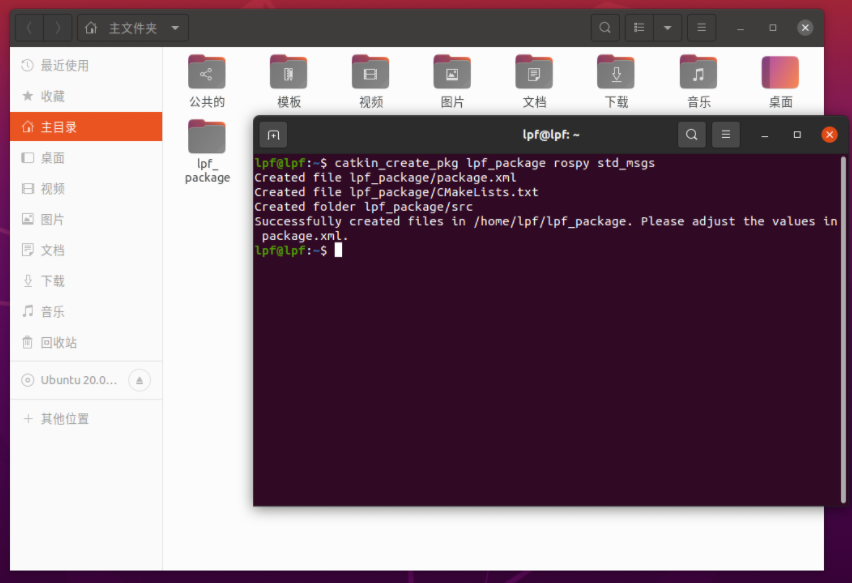 主文件夹
最近使用
收藏
主目录
桌面
视频
图片
文档
下载
音乐
回收站
Ubuntu 20.0...
其他位置
公共的
模板
视频
图片
文档
下载
音乐
桌面
lpf_
package
lpf@lpf: ~
lpf@lpf:~$ catkin_create_pkg lpf_package rospy std_msgs
Created file lpf_package/package.xml
Created file lpf_package/CMakeLists.txt
Created folder lpf_package/src
Successfully created files in /home/lpf/lpf_package. Please adjust the values in
package.xml.
lpf@lpf:~$